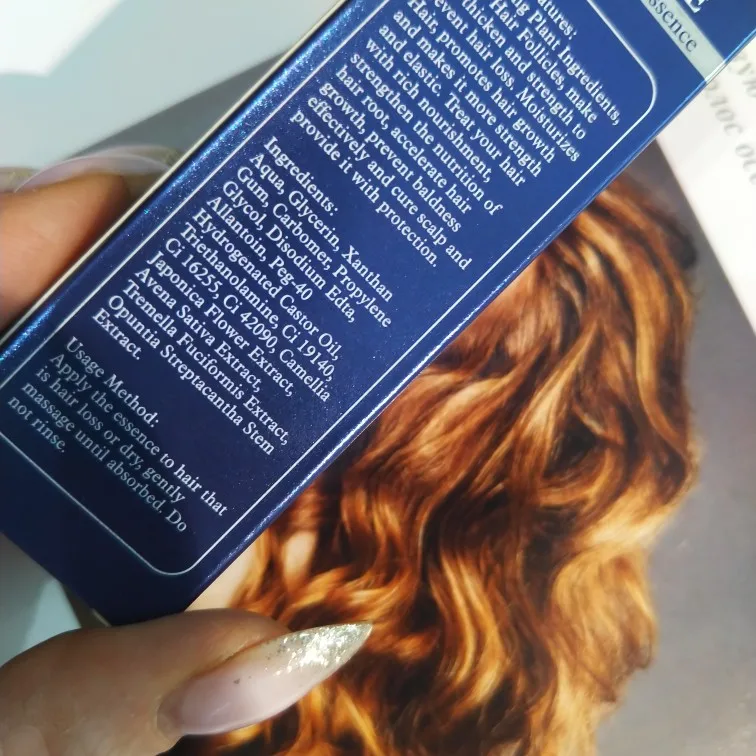 essence
atures:
ng Plant Ingredients,
Hair Follicles, make
thicken and strength to
event hair loss. Moisturizes
Hair, promotes hair growth
and makes it more strength
and elastic. Treat your hair
with rich nourishment,
strengthen the nutrition of
hair root, accelerate hair
growth, prevent baldness
effectively and cure scalp and
provide it with protection.
Ingredients:
Aqua, Glycerin, Xanthan
Gum, Carbomer, Propylene
Glycol, Disodium Edta,
Allantoin, Peg-40
Hydrogenated Castor Oil,
Triethanolamine, Ci 19140,
Ci 16255, Ci 42090, Camellia
Japonica Flower Extract,
Avena Sativa Extract,
Tremella Fuciformis Extract,
Opuntia Streptacantha Stem
Extract.
Usage Method:
Apply the essence to hair that
is hair loss or dry, gently
massage until absorbed. Do
not rinse.